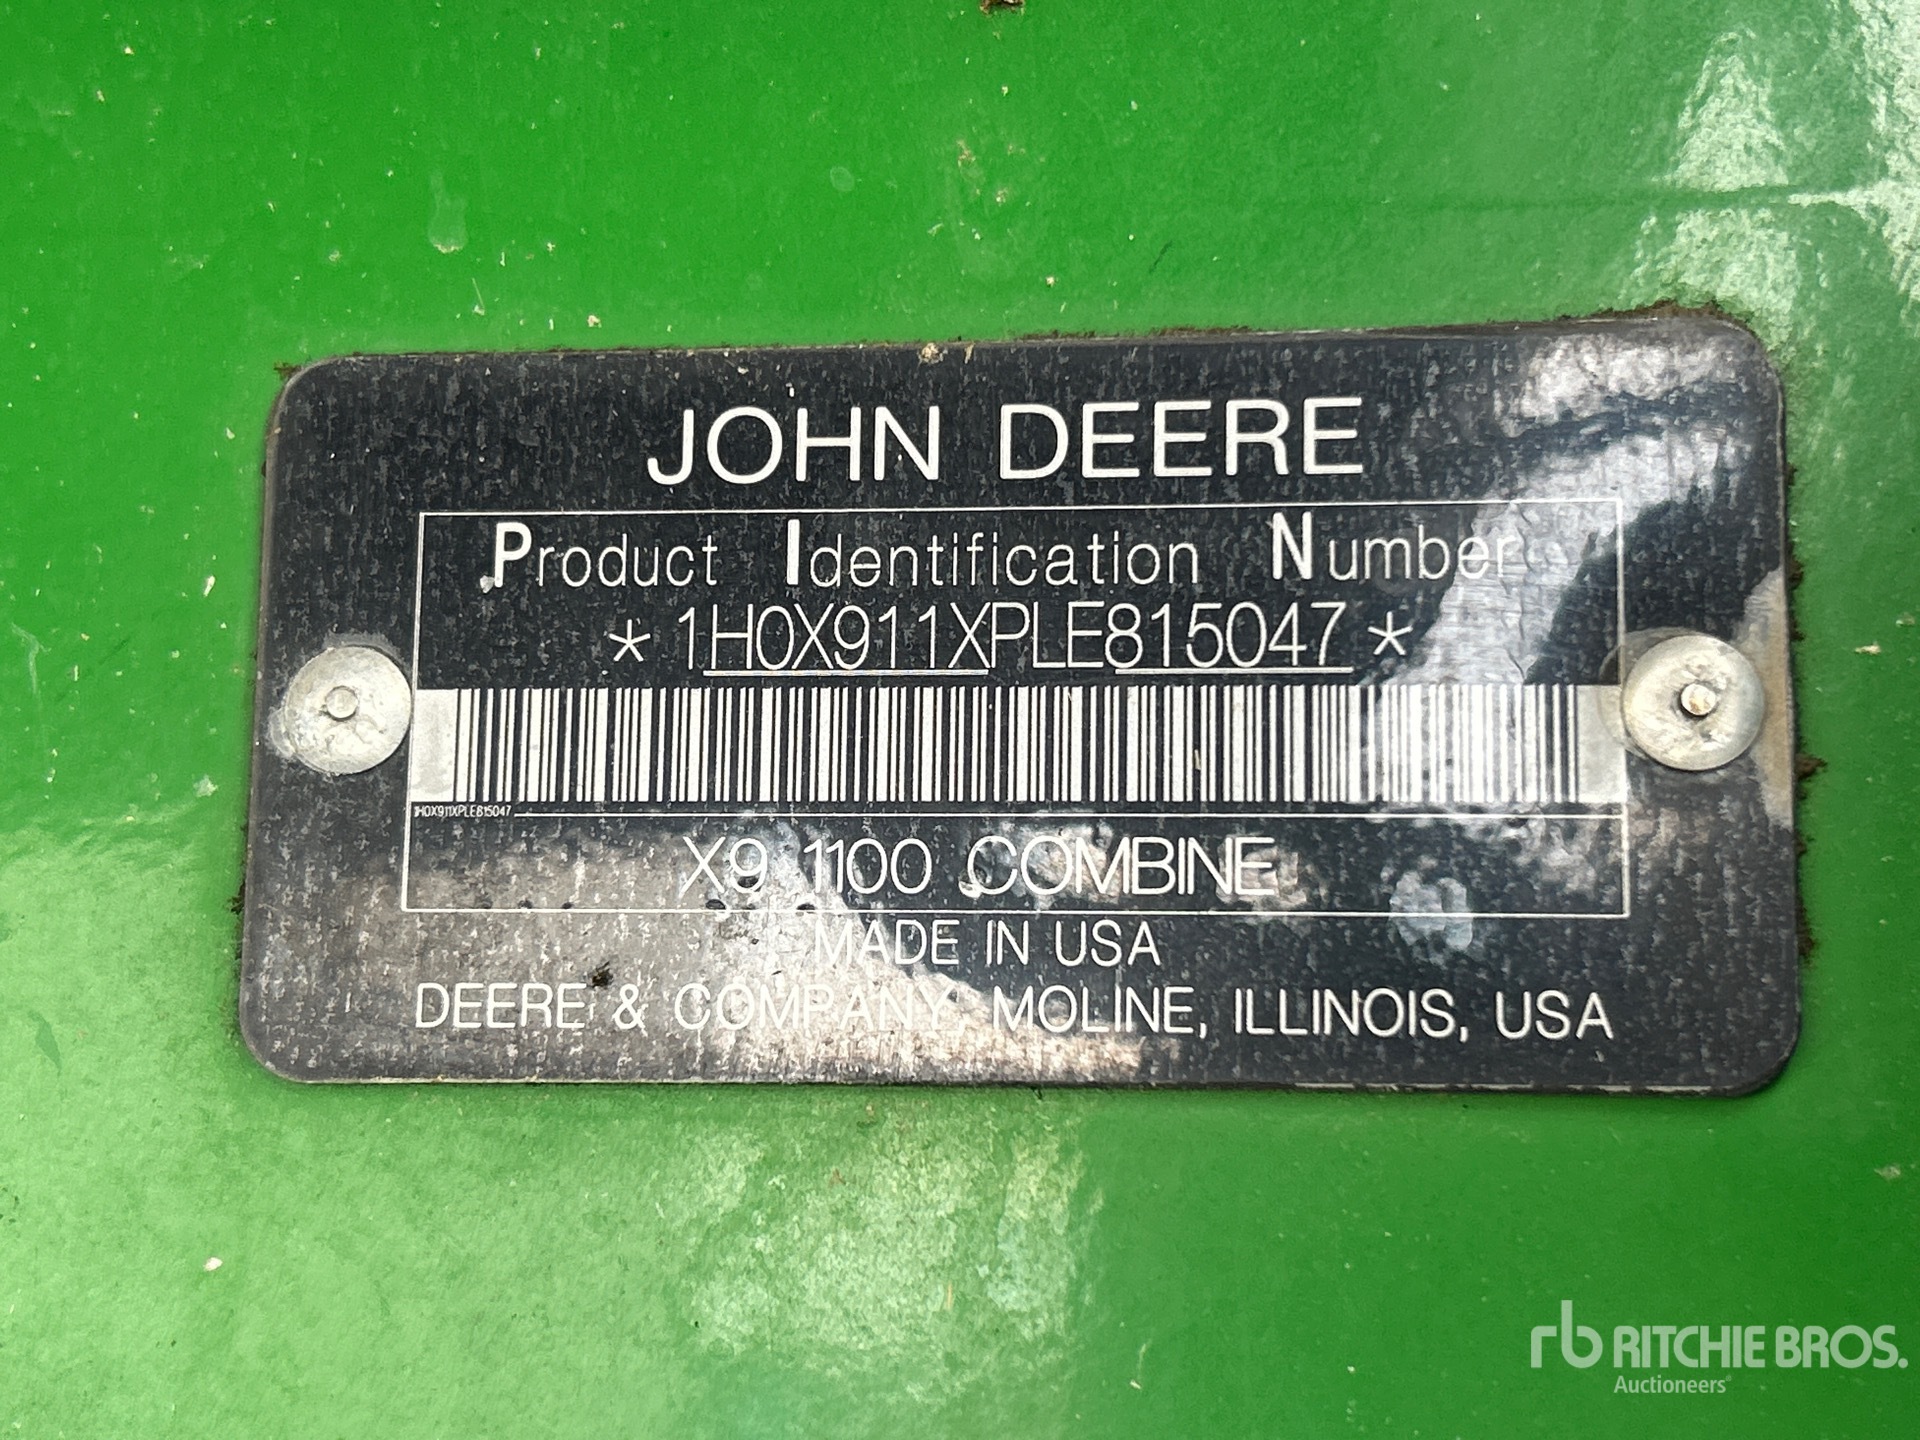 JOHN DEERE
Product Identification Number
*1H0X911XPLE815047*
1H0X911XPLE815047
X9 1100 COMBINE
MADE IN USA
DEERE & COMPANY, MOLINE, ILLINOIS, USA
rb RITCHIE BROS.
Auctioneers